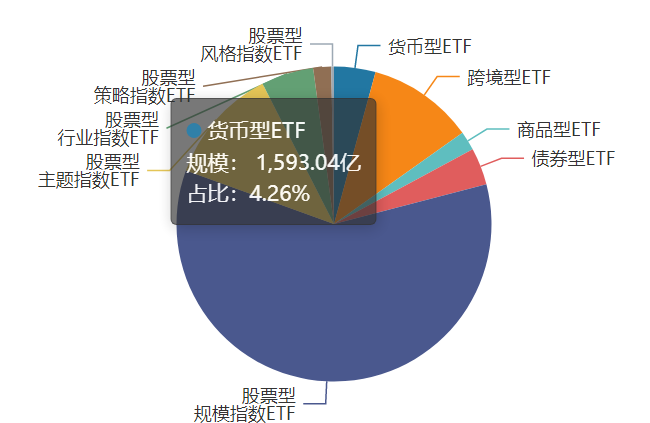 股票型
风格指数ETF
货币型ETF
股票型
策略指数ETF
跨境型ETF
股票型
行业指数ETF
商品型ETF
股票型
主题指数ETF
债券型ETF
货币型ETF
规模： 1,593.04亿
占比：4.26%
股票型
规模指数ETF